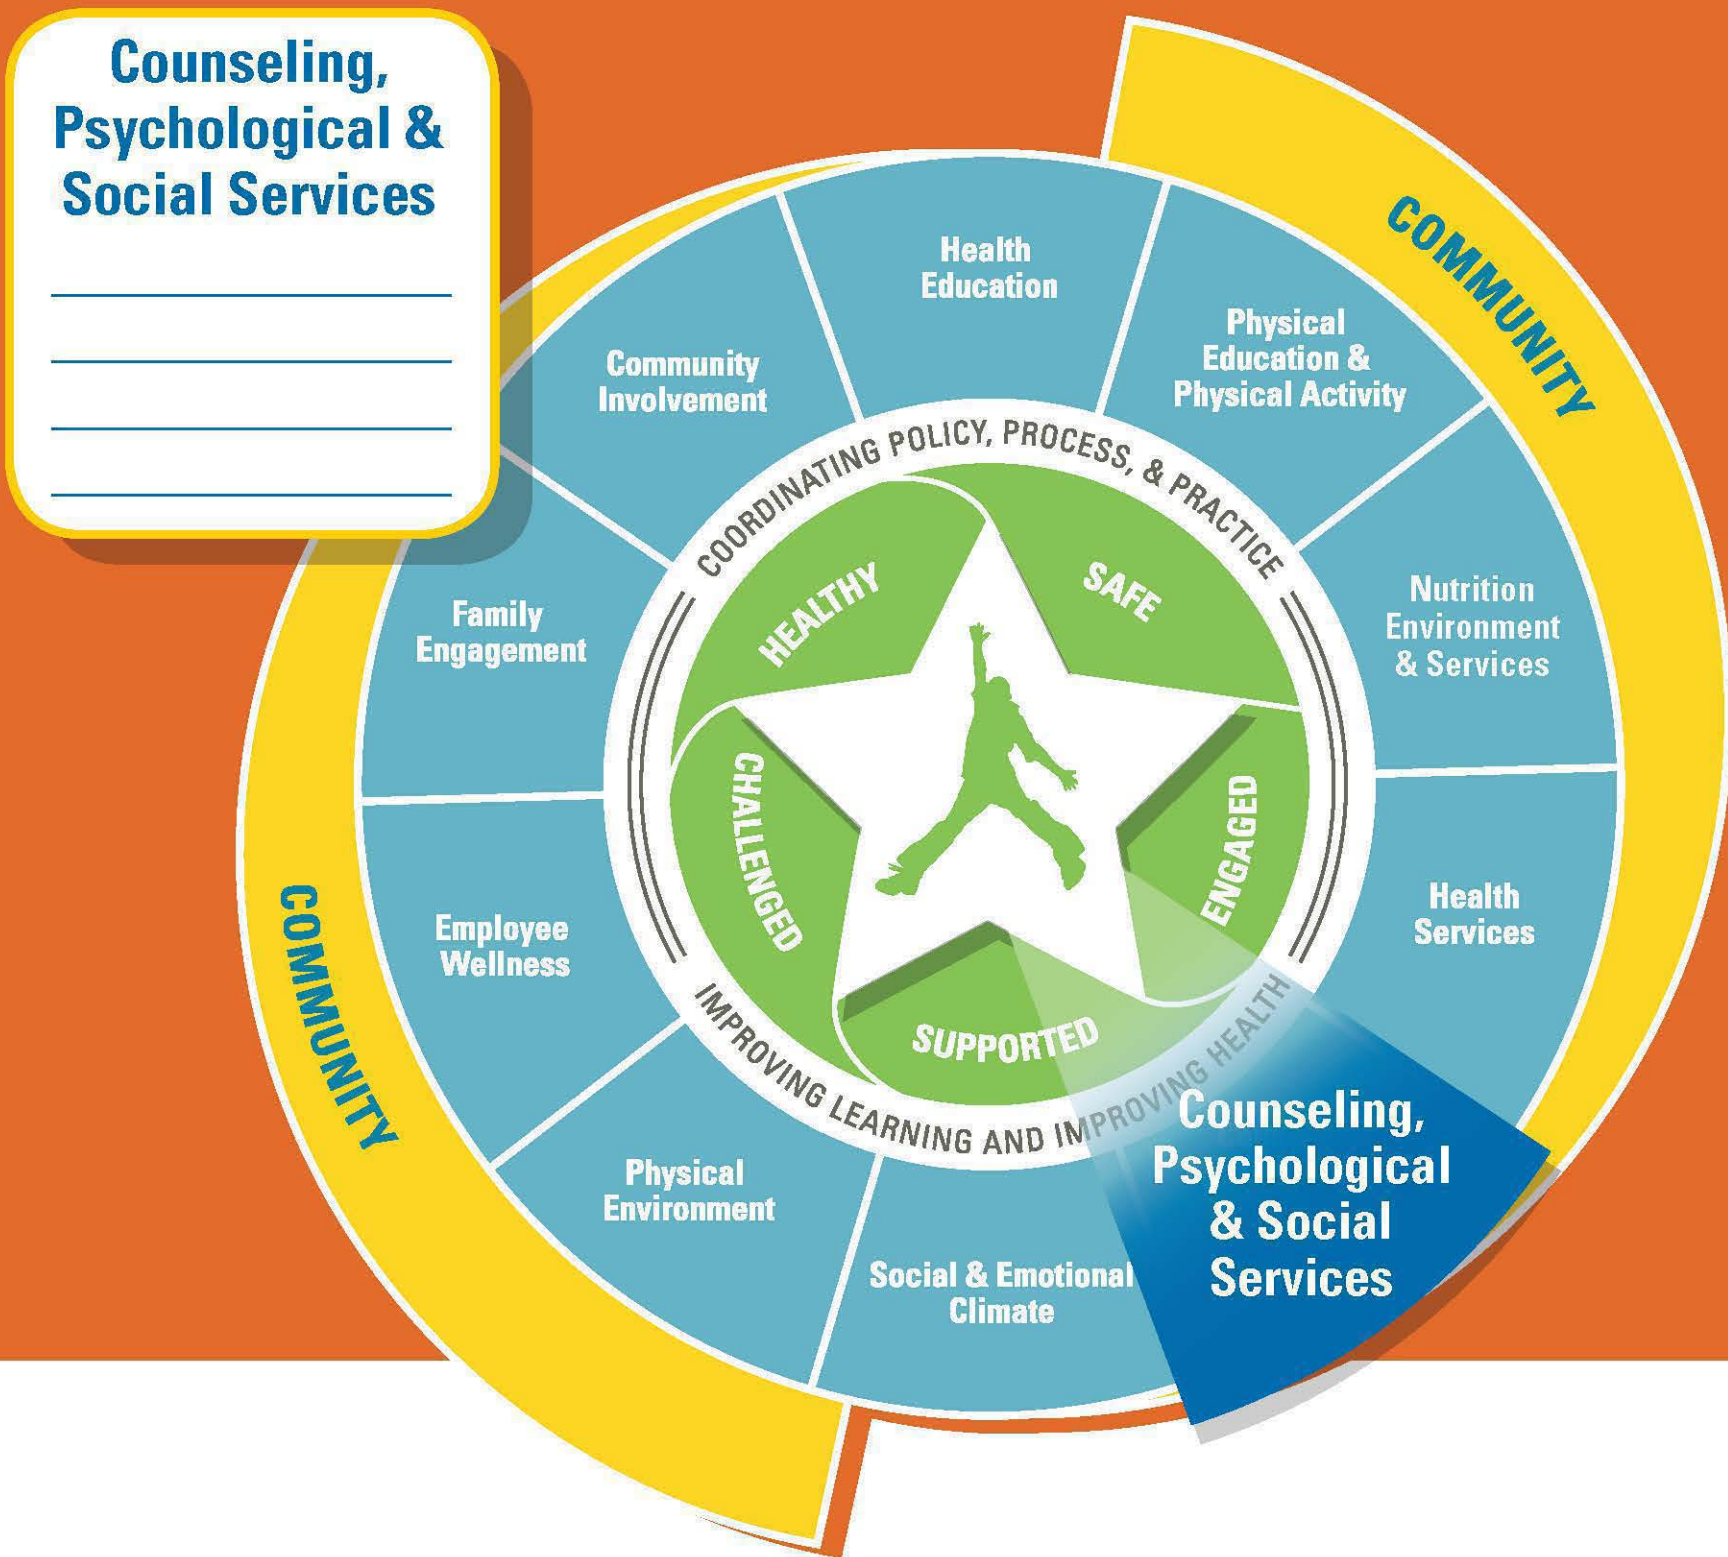 Counseling,
Psychological &
Social Services
COMMUNITY
Health
Education
Physical
Education &
Physical Activity
Nutrition
Environment
& Services
Health
Services
Counseling,
Psychological
& Social
Services
Social & Emotional
Climate
Physical
Environment
Employee
Wellness
Family
Engagement
Community
Involvement
COMMUNITY
COORDINATING POLICY, PROCESS, & PRACTICE
IMPROVING LEARNING AND IMPROVING HEALTH
HEALTHY
SAFE
ENGAGED
SUPPORTED
CHALLENGED